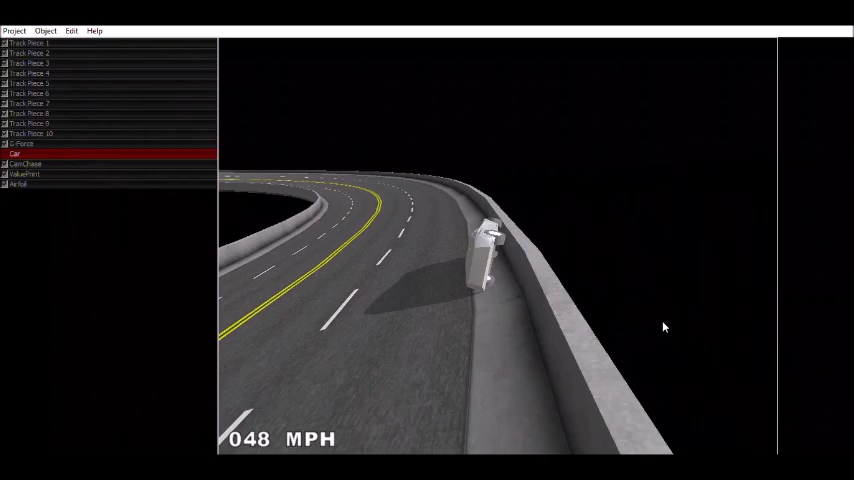 Project Object Edit Help
Track Piece 1
Track Piece 2
Track Piece 3
Track Piece 4
Track Piece 5
Track Piece 6
Track Piece 7
Track Piece 8
Track Piece 9
Track Piece 10
G-Force
Car
CamChase
ValuePrint
Airfoil
048 MPH